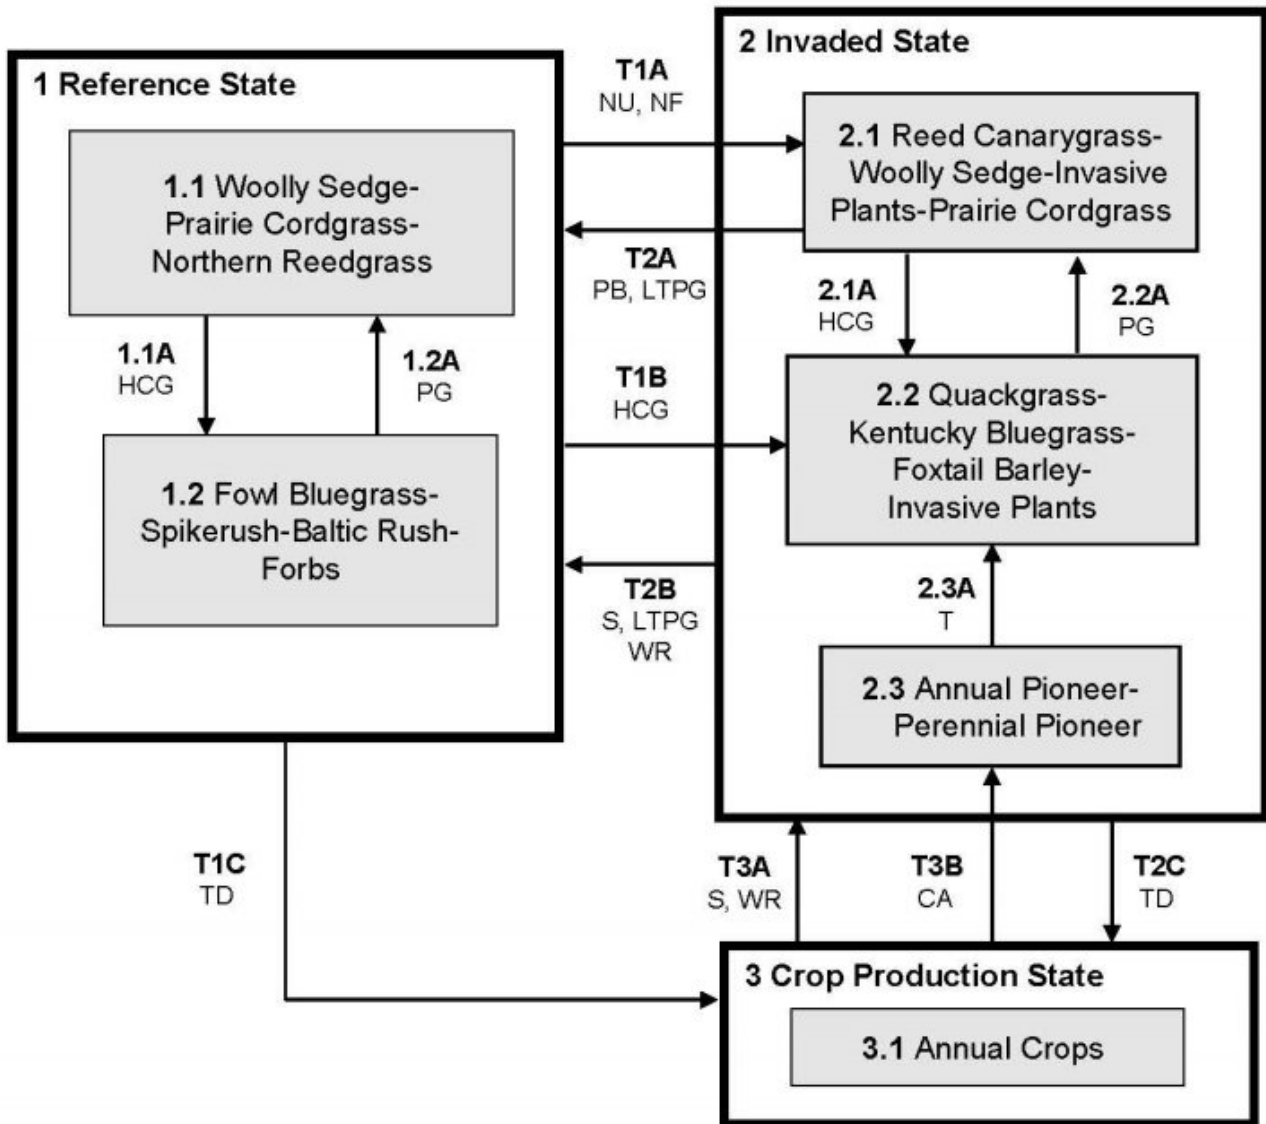 1 Reference State
1.1 Woolly Sedge-
Prairie Cordgrass-
Northern Reedgrass
1.1A
HCG
1.2A
PG
1.2 Fowl Bluegrass-
Spikerush-Baltic Rush-
Forbs
T1A
NU, NF
T2A
PB, LTPG
T1B
HCG
T2B
S, LTPG
WR
2 Invaded State
2.1 Reed Canarygrass-
Woolly Sedge-Invasive
Plants-Prairie Cordgrass
2.1A
HCG
2.2A
PG
2.2 Quackgrass-
Kentucky Bluegrass-
Foxtail Barley-
Invasive Plants
2.3A
T
2.3 Annual Pioneer-
Perennial Pioneer
T1C
TD
T3A
S, WR
T3B
CA
T2C
TD
3 Crop Production State
3.1 Annual Crops